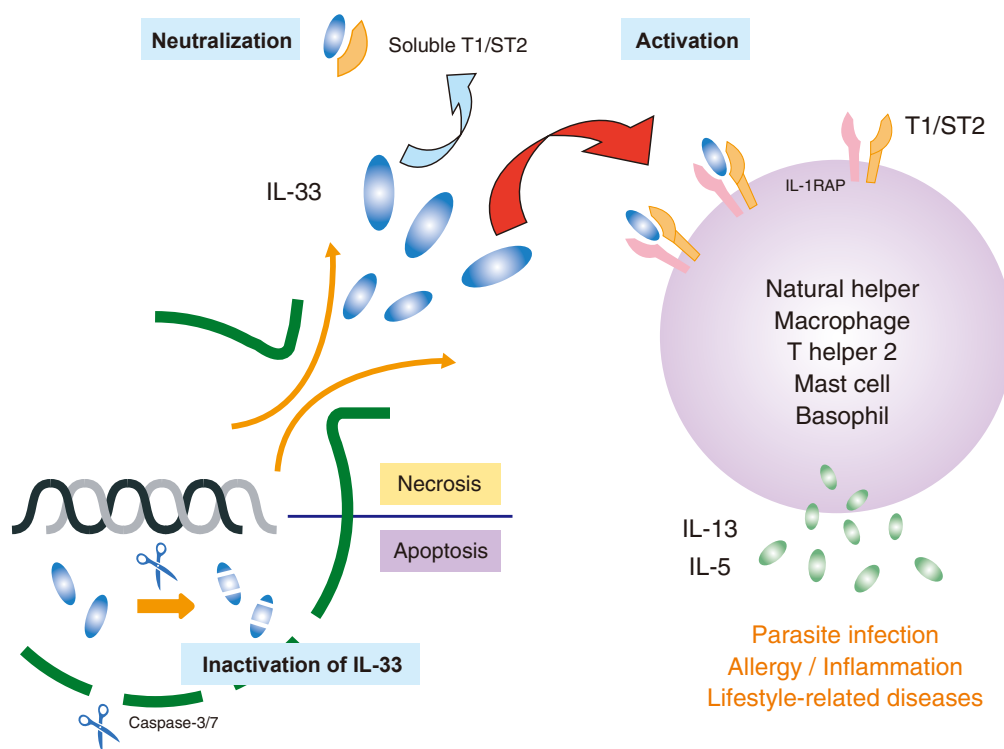 Neutralization
Soluble T1/ST2
Activation
T1/ST2
IL-33
IL-1RAP
Natural helper
Macrophage
T helper 2
Mast cell
Basophil
Necrosis
Apoptosis
IL-13
IL-5
Inactivation of IL-33
Caspase-3/7
Parasite infection
Allergy / Inflammation
Lifestyle-related diseases